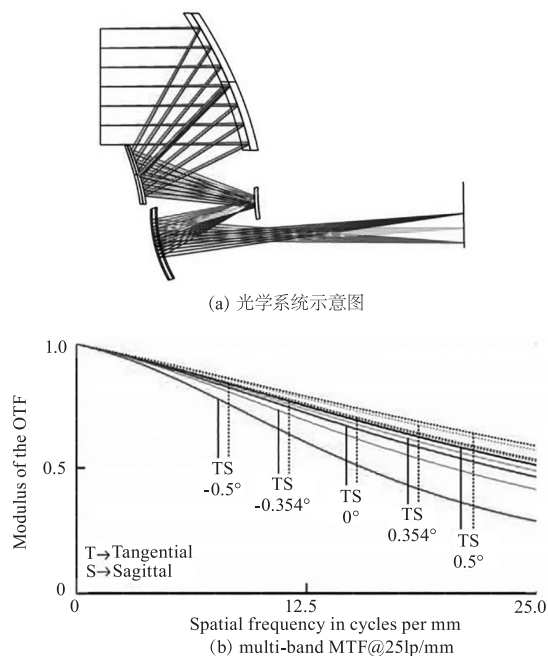 (a) 光学系统示意图
1.0
0.5
0
Modulus of the OTF
TS
-0.5°
TS
-0.354°
TS
0°
TS
0.354°
TS
0.5°
T→Tangential
S→Sagittal
0
12.5
25.0
Spatial frequency in cycles per mm
(b) multi-band MTF@25lp/mm